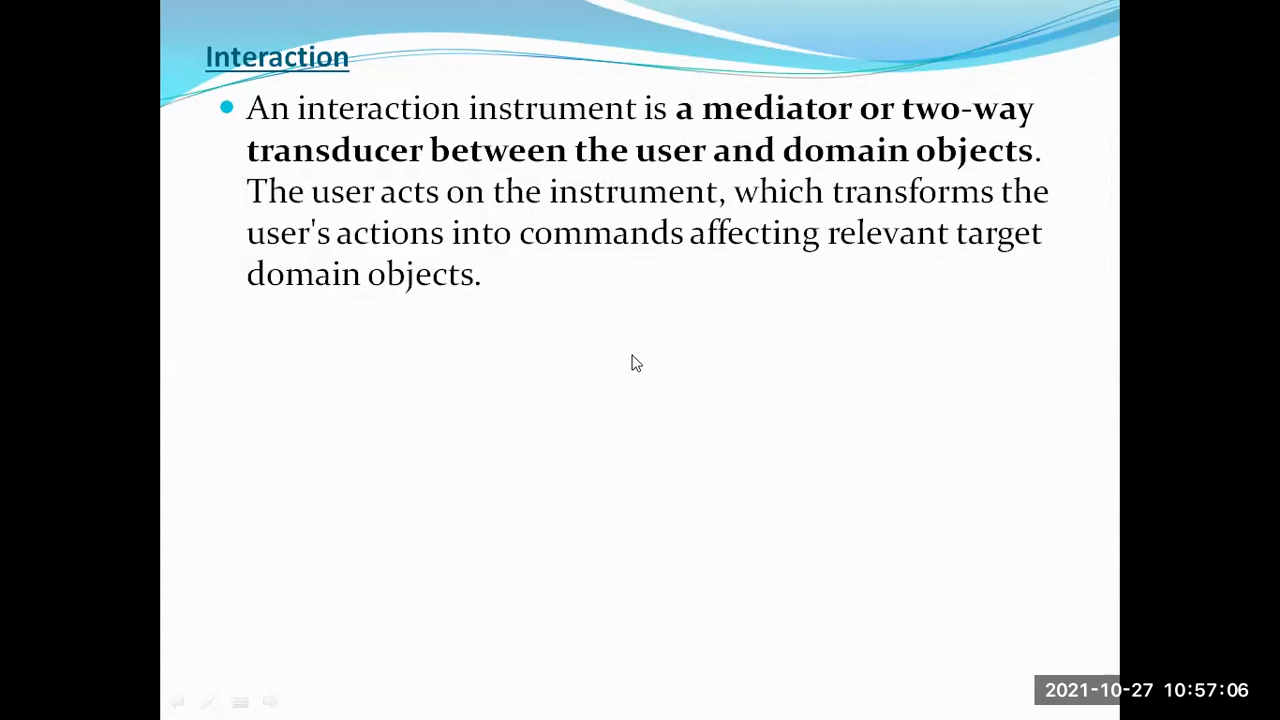 Interaction
An interaction instrument is a mediator or two-way
transducer between the user and domain objects.
The user acts on the instrument, which transforms the
user's actions into commands affecting relevant target
domain objects.
2021-10-27 10:57:06